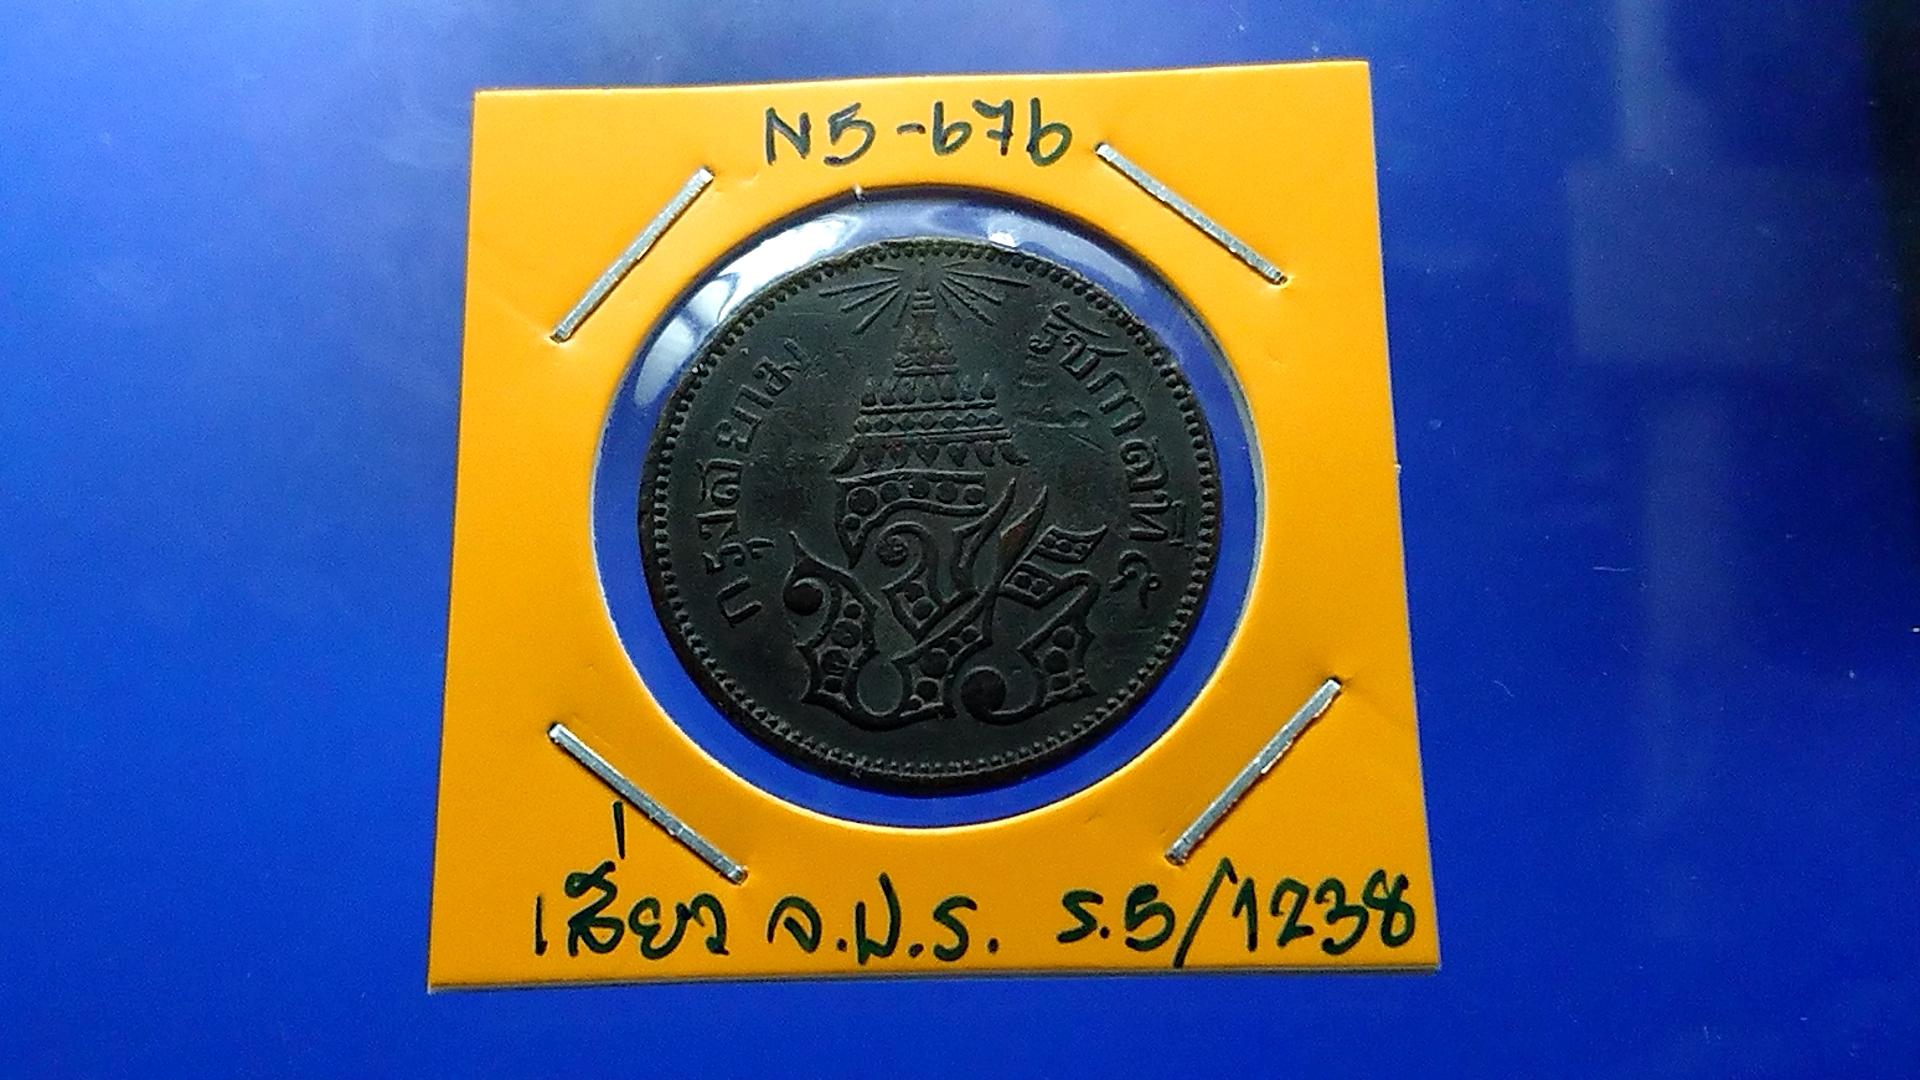 N5-676
กรุงสยาม
รัชกาลที่ ๕
เสี่ยว จ.ป.ร. ร.5/1238